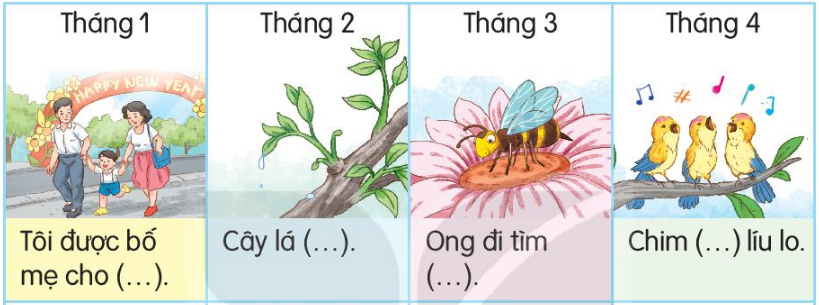 Tháng 1
HAPPY NEW YEAR
Tôi được bố
mẹ cho (...).
Tháng 2
Cây lá (...).
Tháng 3
Ong đi tìm
(...).
Tháng 4
Chim (...) líu lo.